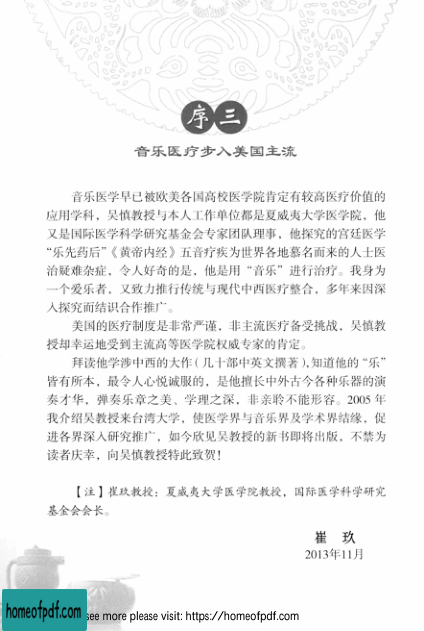 序三
音乐医疗步入美国主流
音乐医学早已被欧美各国高校医学院肯定有较高医疗价值的
应用学科，吴慎教授与本人工作单位都是夏威夷大学医学院，他
又是国际医学科学研究基金会专家团队理事，他探究的宫廷医学
“乐先药后”《黄帝内经》五音疗疾为世界各地慕名而来的人士医
治疑难杂症，令人好奇的是，他是用“音乐”进行治疗。我身为
一个爱乐者，又致力推行传统与现代中西医疗整合，多年来因深
入探究而结识合作推广。
美国的医疗制度是非常严谨，非主流医疗备受挑战，吴慎教
授却幸运地受到主流高等医学院权威专家的肯定。
拜读他学涉中西的大作（几十部中英文撰著），知道他的“乐”
皆有所本，最令人心悦诚服的，是他擅长中外古今各种乐器的演
奏才华，弹奏乐章之美、学理之深，非亲聆不能形容。2005 年
我介绍吴教授来台湾大学，使医学界与音乐界及学术界结缘，促
进各界深入研究推广，如今欣见吴教授的新书即将出版，不禁为
读者庆幸，向吴慎教授特此致贺！
【注】崔玖教授：夏威夷大学医学院教授，国际医学科学研究
基金会会长。
崔 玖
2013年11月
homeofpdf.com
see more please visit: https://homeofpdf.com